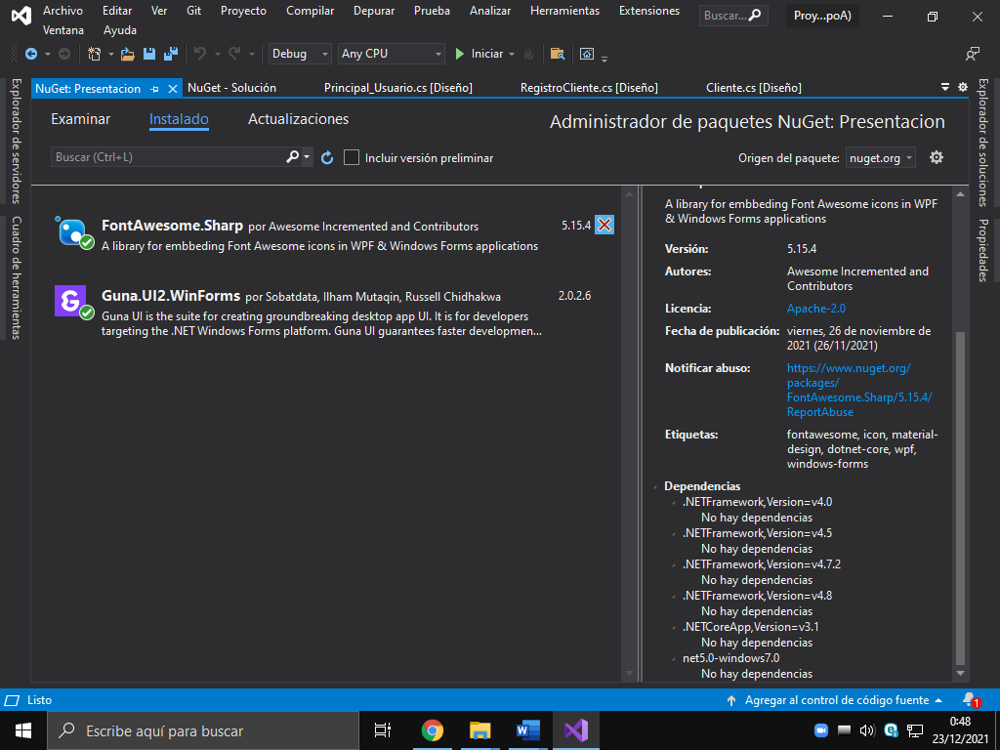 Archivo Editar Ver Git Proyecto Compilar Depurar Prueba Analizar Herramientas Extensiones
Ventana Ayuda
Buscar...
Proy...poA)
Debug Any CPU Iniciar
Explorador de servidores
Cuadro de herramientas
NuGet: Presentacion NuGet - Solución Principal_Usuario.cs [Diseño] RegistroCliente.cs [Diseño] Cliente.cs [Diseño]
Examinar Instalado Actualizaciones
Administrador de paquetes NuGet: Presentacion
Buscar (Ctrl+L) Incluir versión preliminar
Origen del paquete: nuget.org
FontAwesome.Sharp por Awesome Incremented and Contributors 5.15.4
A library for embbeding Font Awesome icons in WPF & Windows Forms applications
Guna.UI2.WinForms por Sobatdata, Ilham Mutaqin, Russell Chidhakwa 2.0.2.6
Guna UI is the suite for creating groundbreaking desktop app UI. It is for developers
targeting the .NET Windows Forms platform. Guna UI guarantees faster developmen...
A library for embbeding Font Awesome icons in WPF
& Windows Forms applications
Versión: 5.15.4
Autores: Awesome Incremented and
Contributors
Licencia: Apache-2.0
Fecha de publicación: viernes, 26 de noviembre de
2021 (26/11/2021)
Notificar abuso: https://www.nuget.org/
packages/
FontAwesome.Sharp/5.15.4/
ReportAbuse
Etiquetas: fontawesome, icon, material-
design, dotnet-core, wpf,
windows-forms
Dependencias
.NETFramework,Version=v4.0
No hay dependencias
.NETFramework,Version=v4.5
No hay dependencias
.NETFramework,Version=v4.7.2
No hay dependencias
.NETFramework,Version=v4.8
No hay dependencias
.NETCoreApp,Version=v3.1
No hay dependencias
net5.0-windows7.0
No hay dependencias
Explorador de soluciones
Propiedades
Listo
Agregar al control de código fuente
1
Escribe aquí para buscar
0:48
23/12/2021